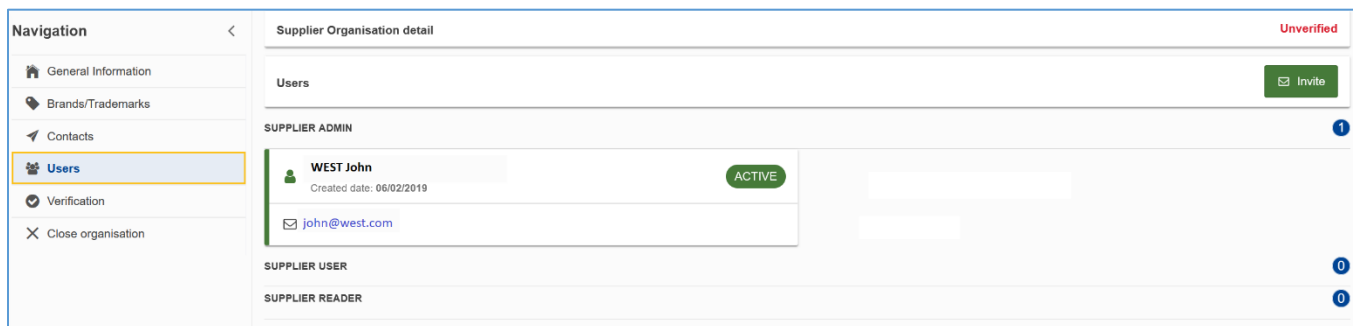 Navigation
General Information
Brands/Trademarks
Contacts
Users
Verification
Close organisation
Supplier Organisation detail Unverified
Users Invite
SUPPLIER ADMIN 1
WEST John
Created date: 06/02/2019
ACTIVE
john@west.com
SUPPLIER USER 0
SUPPLIER READER 0